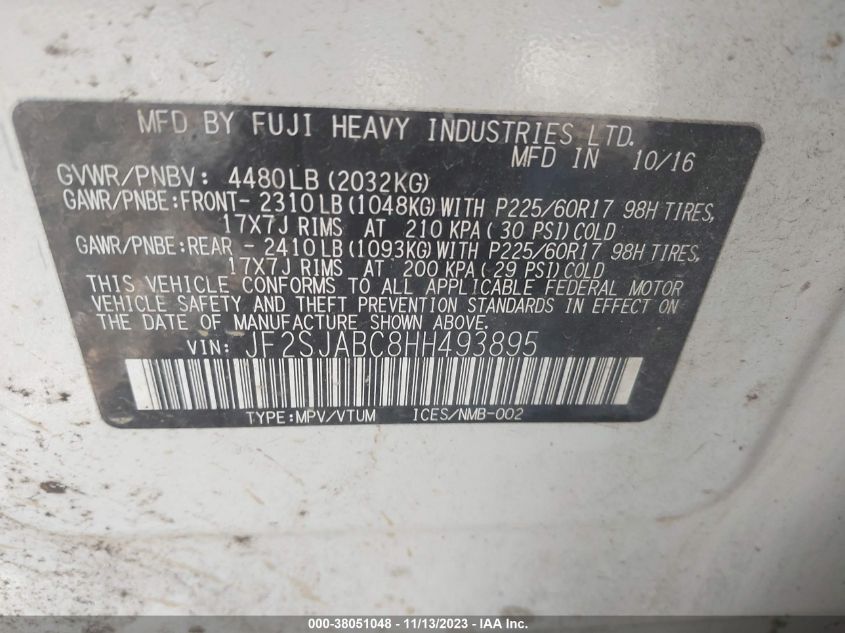 MFD BY FUJI HEAVY INDUSTRIES LTD.
MFD IN 10/16
GVWR/PNBV: 4480LB (2032KG)
GAWR/PNBE:FRONT- 2310LB (1048KG) WITH P225/60R17 98H TIRES,
17X7J RIMS AT 210 KPA (30 PSI) COLD
GAWR/PNBE:REAR - 2410LB (1093KG) WITH P225/60R17 98H TIRES,
17X7J RIMS AT 200 KPA (29 PSI) COLD
THIS VEHICLE CONFORMS TO ALL APPLICABLE FEDERAL MOTOR
VEHICLE SAFETY AND THEFT PREVENTION STANDARDS IN EFFECT ON
THE DATE OF MANUFACTURE SHOWN ABOVE.
VIN: JF2SJABC8HH493895
TYPE:MPV/VTUM ICES/NMB-002
000-38051048 - 11/13/2023 - IAA Inc.